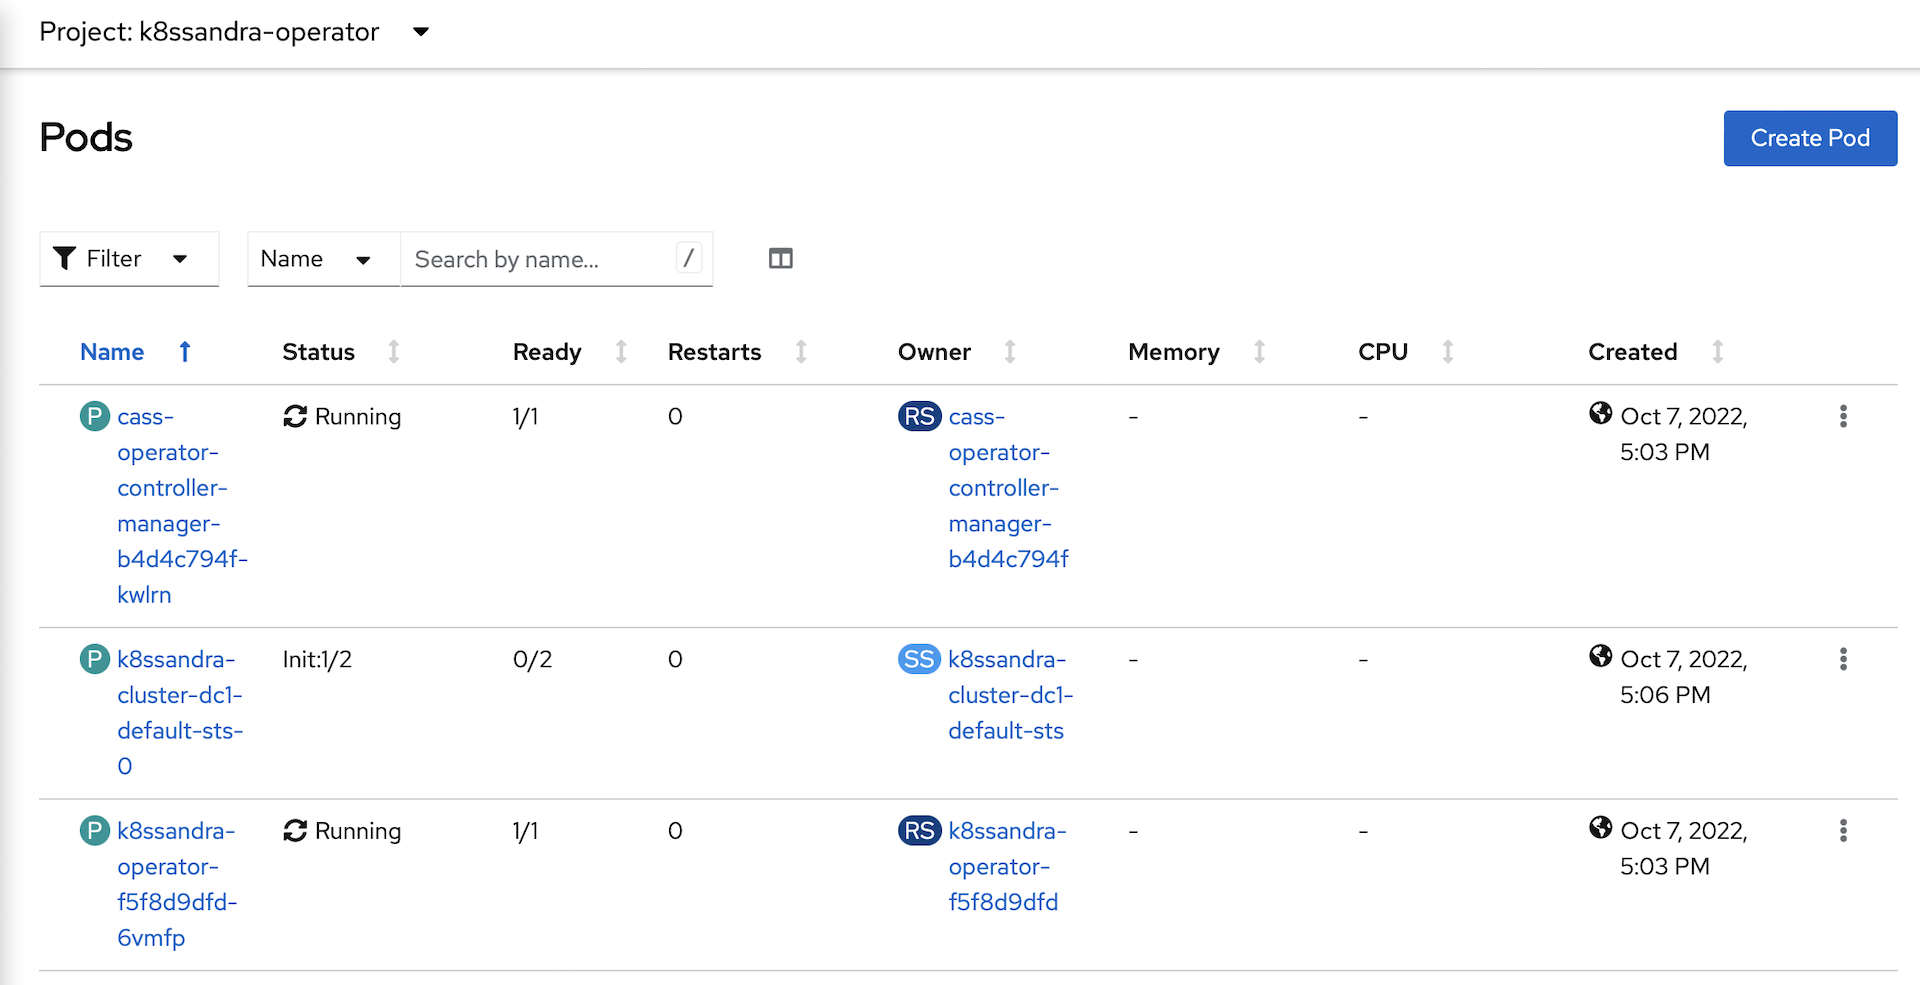 Project: k8ssandra-operator
Pods
Create Pod
Filter
Name
Search by name...
/
Name Status Ready Restarts Owner Memory CPU Created
P cass- Running 1/1 0 RS cass- - - Oct 7, 2022,
operator- operator- 5:03 PM
controller- controller-
manager- manager-
b4d4c794f- b4d4c794f
kwlrn
P k8ssandra- Init:1/2 0/2 0 SS k8ssandra- - - Oct 7, 2022,
cluster-dc1- cluster-dc1- 5:06 PM
default-sts- default-sts
0
P k8ssandra- Running 1/1 0 RS k8ssandra- - - Oct 7, 2022,
operator- operator- 5:03 PM
f5f8d9dfd- f5f8d9dfd
6vmfp